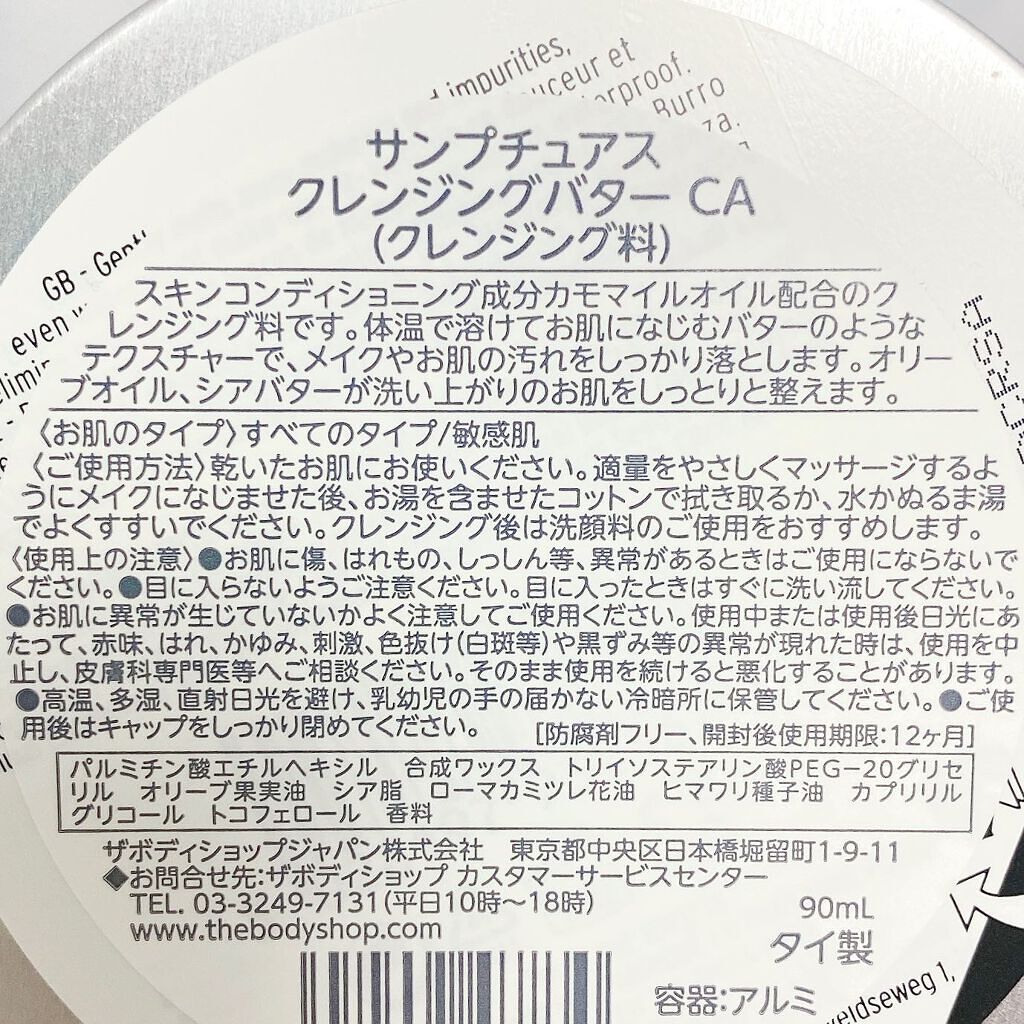 impurities,
ceur et
rproof.
Burro
za.
サンプチュアス
クレンジングバター CA
(クレンジング料)
GB - Gentl
even
スキンコンディショニング成分カモマイルオイル配合のク
レンジング料です。体温で溶けてお肌になじむバターのような
テクスチャーで、メイクやお肌の汚れをしっかり落とします。オリー
ブオイル、シアバターが洗い上がりのお肌をしっとりと整えます。
〈お肌のタイプ〉すべてのタイプ/敏感肌
〈ご使用方法〉乾いたお肌にお使いください。適量をやさしくマッサージするよ
うにメイクになじませた後、お湯を含ませたコットンで拭き取るか、水かぬるま湯
でよくすすいでください。クレンジング後は洗顔料のご使用をおすすめします。
〈使用上の注意〉●お肌に傷、はれもの、しっしん等、異常があるときはご使用にならないで
ください。●目に入らないようご注意ください。目に入ったときはすぐに洗い流してください。
●お肌に異常が生じていないかよく注意してご使用ください。使用中または使用後日光にあ
たって、赤味、はれ、かゆみ、刺激、色抜け(白斑等)や黒ずみ等の異常が現れた時は、使用を中
止し、皮膚科専門医等へご相談ください。そのまま使用を続けると悪化することがあります。
●高温、多湿、直射日光を避け、乳幼児の手の届かない冷暗所に保管してください。●ご使
用後はキャップをしっかり閉めてください。 [防腐剤フリー、開封後使用期限:12ヶ月]
パルミチン酸エチルヘキシル 合成ワックス トリイソステアリン酸PEG-20グリセ
リル オリーブ果実油 シア脂 ローマカミツレ花油 ヒマワリ種子油 カプリリル
グリコール トコフェロール 香料
ザボディショップジャパン株式会社 東京都中央区日本橋堀留町1-9-11
◆お問合せ先:ザボディショップ カスタマーサービスセンター
TEL. 03-3249-7131(平日10時～18時)
www.thebodyshop.com
90mL
タイ製
容器:アルミ
eldseweg 1,